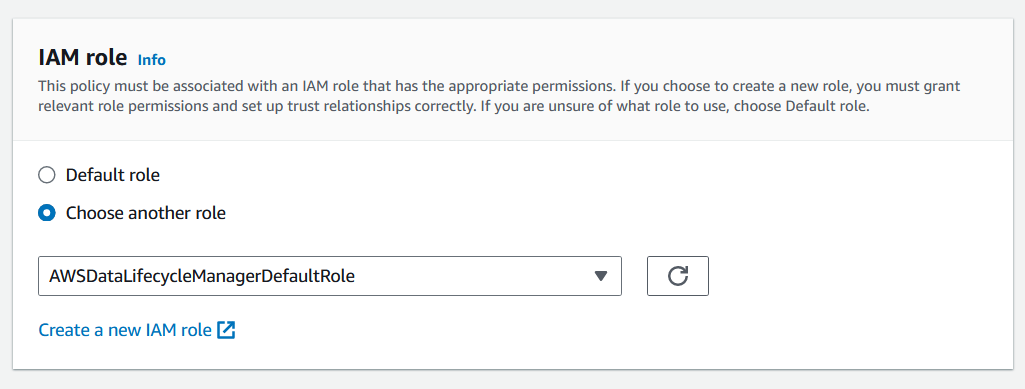 IAM role Info
This policy must be associated with an IAM role that has the appropriate permissions. If you choose to create a new role, you must grant
relevant role permissions and set up trust relationships correctly. If you are unsure of what role to use, choose Default role.
Default role
Choose another role
AWSDataLifecycleManagerDefaultRole
Create a new IAM role